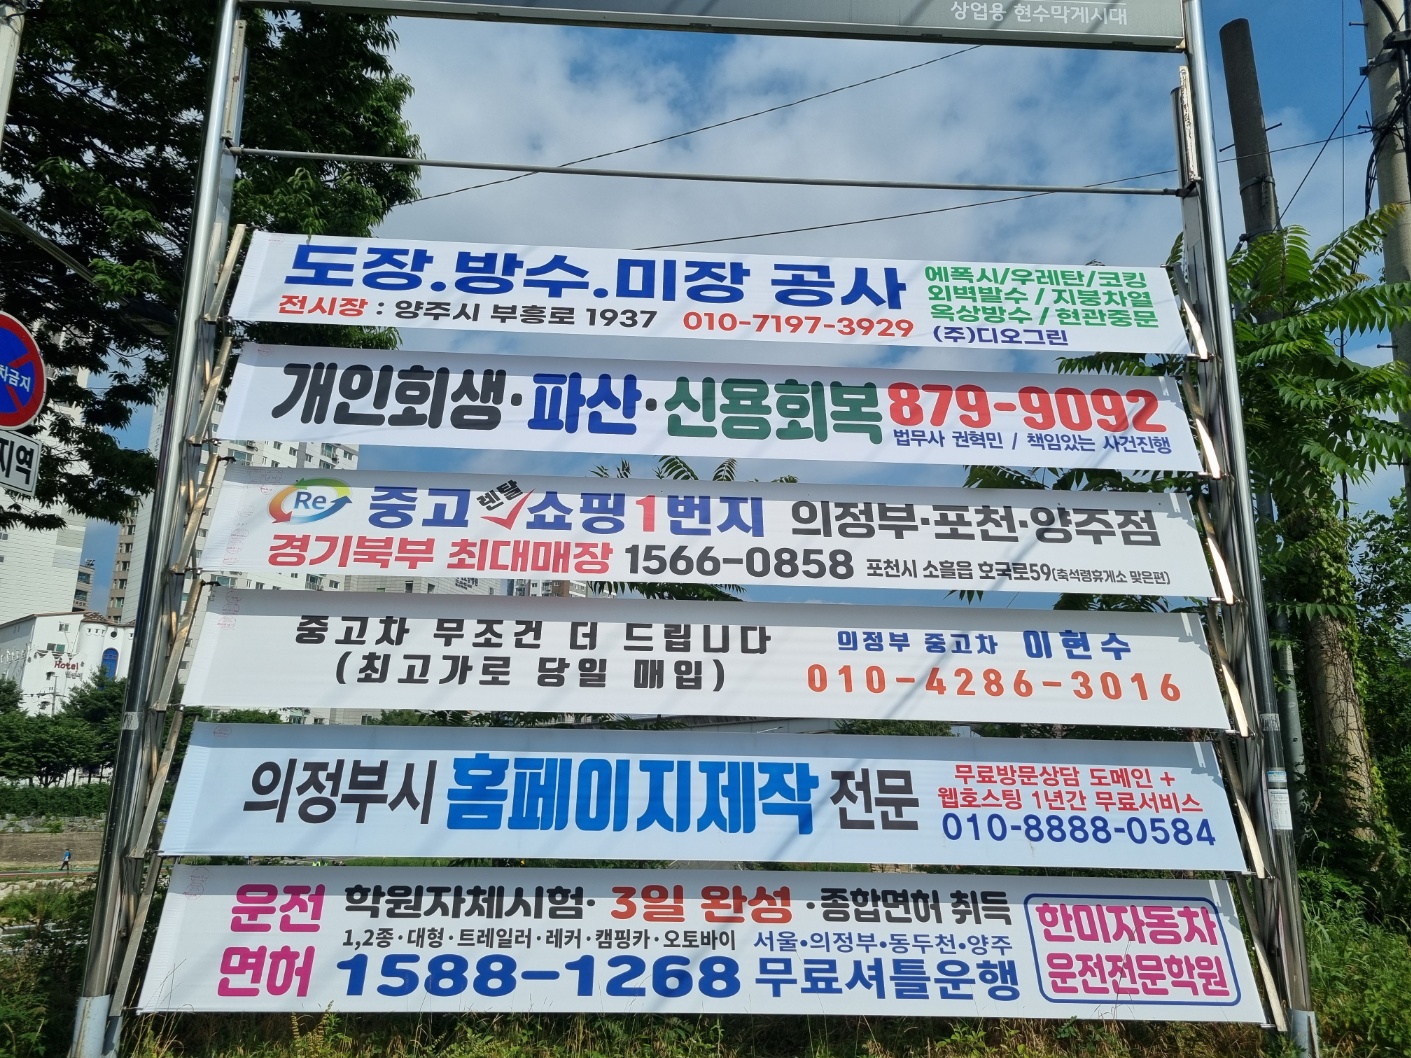 상업용 현수막게시대
도장.방수.미장 공사
전시장 : 양주시 부흥로 1937 010-7197-3929
에폭시/우레탄/코킹
외벽발수 / 지붕차열
옥상방수 / 현관중문
(주)디오그린
개인회생·파산·신용회복 879-9092
법무사 권혁민 / 책임있는 사건진행
Re 중고 렌탈 쇼핑1번지 의정부·포천·양주점
경기북부 최대매장 1566-0858 포천시 소흘읍 호국로59(축석령휴게소 맞은편)
중고차 무조건 더 드립니다
(최고가로 당일 매입)
의정부 중고차 이현수
010-4286-3016
의정부시 홈페이지제작 전문
무료방문상담 도메인 +
웹호스팅 1년간 무료서비스
010-8888-0584
운전면허
학원자체시험· 3일 완성 ·종합면허 취득
1,2종·대형·트레일러·레커·캠핑카·오토바이 서울•의정부•동두천•양주
1588-1268 무료셔틀운행
한미자동차
운전전문학원
차금지
지역
Hotel